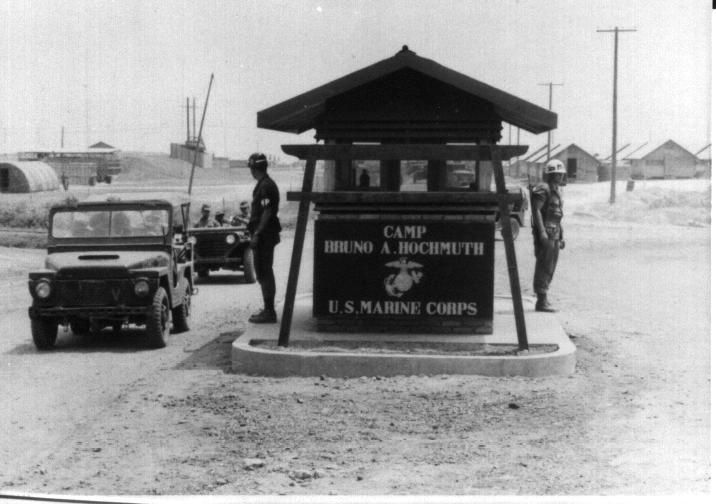 CAMP
BRUNO A. HOCHMUTH
U.S. MARINE CORPS